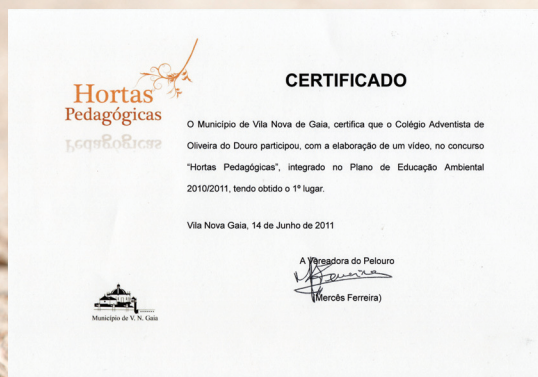 Hortas
Pedagógicas
CERTIFICADO
O Município de Vila Nova de Gaia, certifica que o Colégio Adventista de
Oliveira do Douro participou, com a elaboração de um vídeo, no concurso
“Hortas Pedagógicas”, integrado no Plano de Educação Ambiental
2010/2011, tendo obtido o 1º lugar.
Vila Nova Gaia, 14 de Junho de 2011
A Vereadora do Pelouro
(Mercês Ferreira)
Município de V. N. Gaia